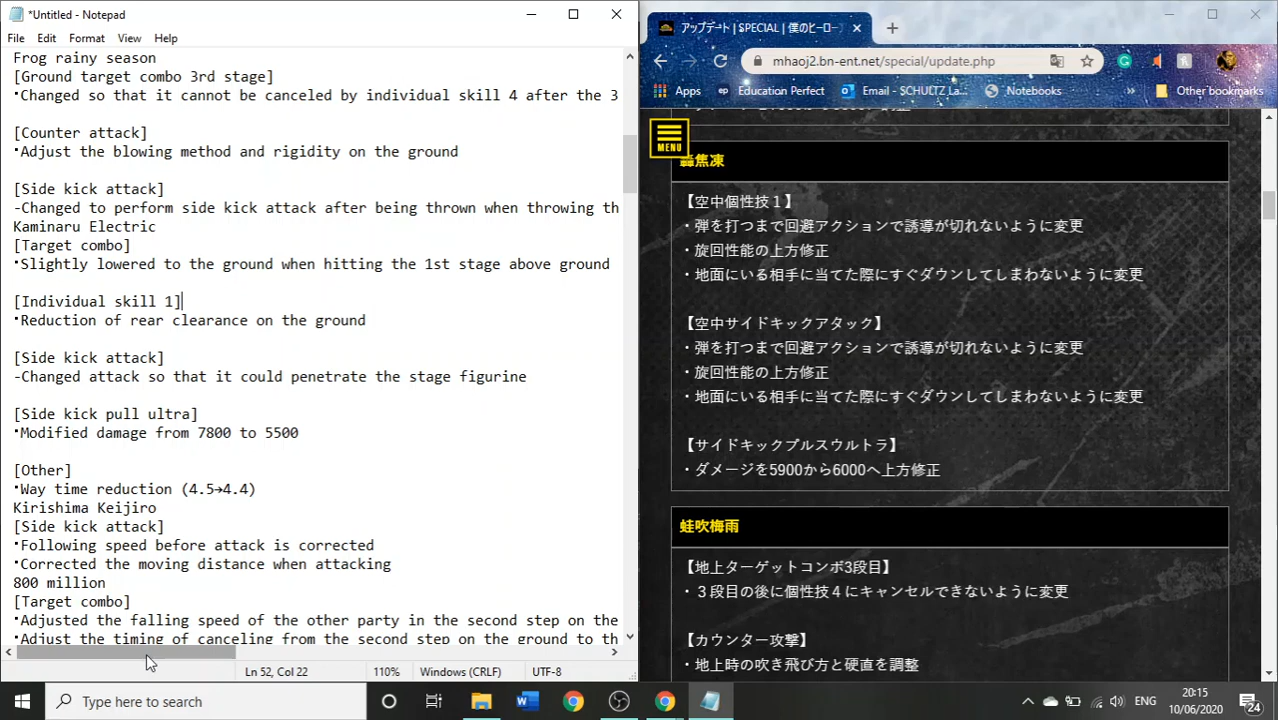 *Untitled - Notepad
File Edit Format View Help
Frog rainy season
[Ground target combo 3rd stage]
･Changed so that it cannot be canceled by individual skill 4 after the 3
[Counter attack]
･Adjust the blowing method and rigidity on the ground
[Side kick attack]
-Changed to perform side kick attack after being thrown when throwing th
Kaminaru Electric
[Target combo]
･Slightly lowered to the ground when hitting the 1st stage above ground
[Individual skill 1]
･Reduction of rear clearance on the ground
[Side kick attack]
-Changed attack so that it could penetrate the stage figurine
[Side kick pull ultra]
･Modified damage from 7800 to 5500
[Other]
･Way time reduction (4.5→4.4)
Kirishima Keijiro
[Side kick attack]
･Following speed before attack is corrected
･Corrected the moving distance when attacking
800 million
[Target combo]
･Adjusted the falling speed of the other party in the second step on the
･Adjust the timing of canceling from the second step on the ground to th
Ln 52, Col 22
110%
Windows (CRLF)
UTF-8
アップデート | SPECIAL | 僕のヒーロー
mhaoj2.bn-ent.net/special/update.php
Apps
ep Education Perfect
Email - SCHULTZ La...
Notebooks
»
Other bookmarks
MENU
轟焦凍
【空中個性技１】
・弾を打つまで回避アクションで誘導が切れないように変更
・旋回性能の上方修正
・地面にいる相手に当てた際にすぐダウンしてしまわないように変更
【空中サイドキックアタック】
・弾を打つまで回避アクションで誘導が切れないように変更
・旋回性能の上方修正
・地面にいる相手に当てた際にすぐダウンしてしまわないように変更
【サイドキックプルスウルトラ】
・ダメージを5900から6000へ上方修正
蛙吹梅雨
【地上ターゲットコンボ3段目】
・３段目の後に個性技４にキャンセルできないように変更
【カウンター攻撃】
・地上時の吹き飛び方と硬直を調整
Type here to search
ENG
20:15
10/06/2020
24